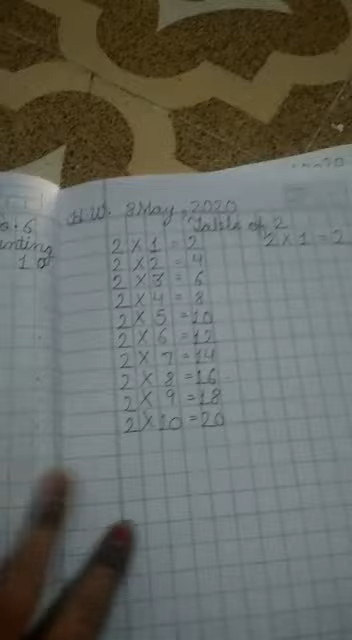 H.W. 8 May, 2020
Table of 2
2 X 1 = 2
2 X 2 = 4
2 X 3 = 6
2 X 4 = 8
2 X 5 = 10
2 X 6 = 12
2 X 7 = 14
2 X 8 = 16
2 X 9 = 18
2 X 10 = 20
2 X 1 = 2